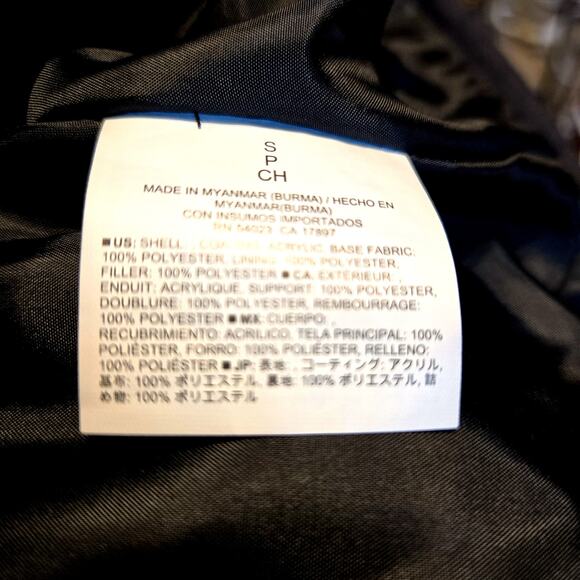 S
P
CH
MADE IN MYANMAR (BURMA) / HECHO EN
MYANMAR(BURMA)
CON INSUMOS IMPORTADOS
RN 54023 CA 17897
■ US: SHELL: , COATING: ACRYLIC, BASE FABRIC:
100% POLYESTER, LINING: 100% POLYESTER,
FILLER: 100% POLYESTER ■ CA: EXTÉRIEUR: ,
ENDUIT: ACRYLIQUE, SUPPORT: 100% POLYESTER,
DOUBLURE: 100% POLYESTER, REMBOURRAGE:
100% POLYESTER ■ MX: CUERPO: ,
RECUBRIMIENTO: ACRILICO, TELA PRINCIPAL: 100%
POLIÉSTER, FORRO: 100% POLIÉSTER, RELLENO:
100% POLIÉSTER ■ JP: 表地: , コーティング: アクリル,
基布: 100% ポリエステル, 裏地: 100% ポリエステル, 詰
め物: 100% ポリエステル